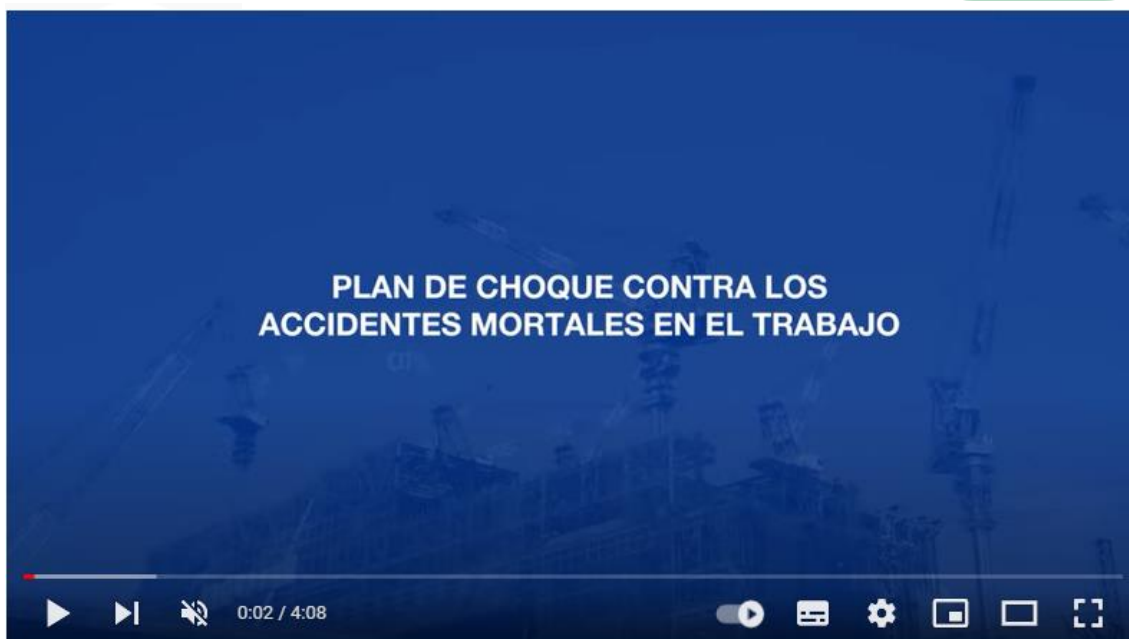 PLAN DE CHOQUE CONTRA LOS
ACCIDENTES MORTALES EN EL TRABAJO
0:02 / 4:08